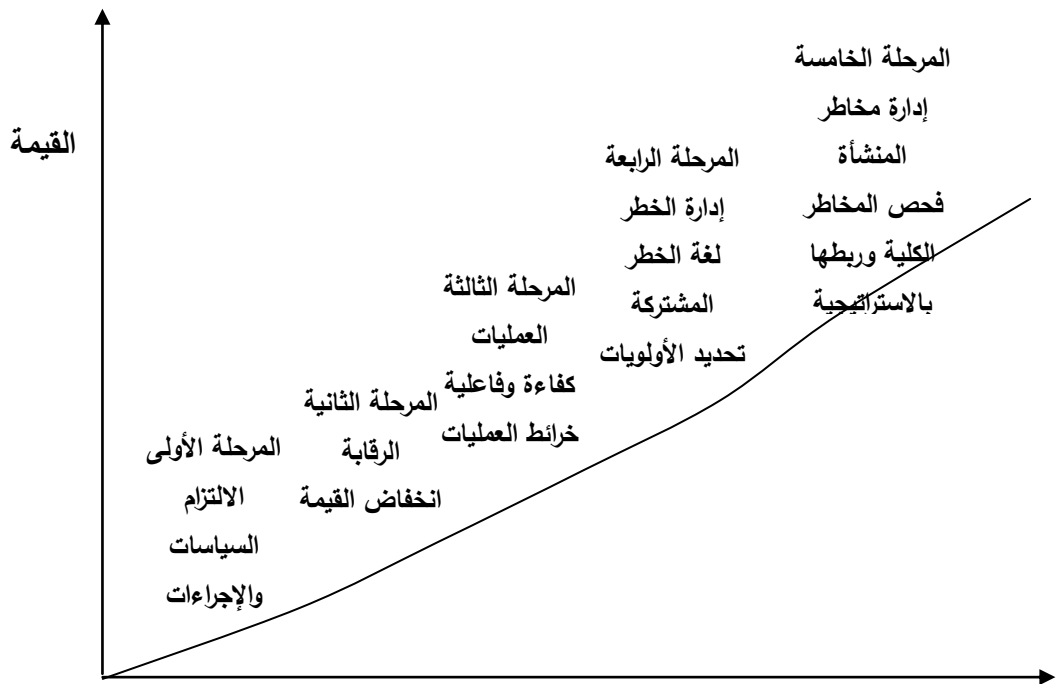 القيمة
المرحلة الأولى
الالتزام
السياسات
والإجراءات
المرحلة الثانية
الرقابة
انخفاض القيمة
المرحلة الثالثة
العمليات
كفاءة وفاعلية
خرائط العمليات
المرحلة الرابعة
إدارة الخطر
لغة الخطر
المشتركة
تحديد الأولويات
المرحلة الخامسة
إدارة مخاطر
المنشأة
فحص المخاطر
الكلية وربطها
بالاستراتيجية